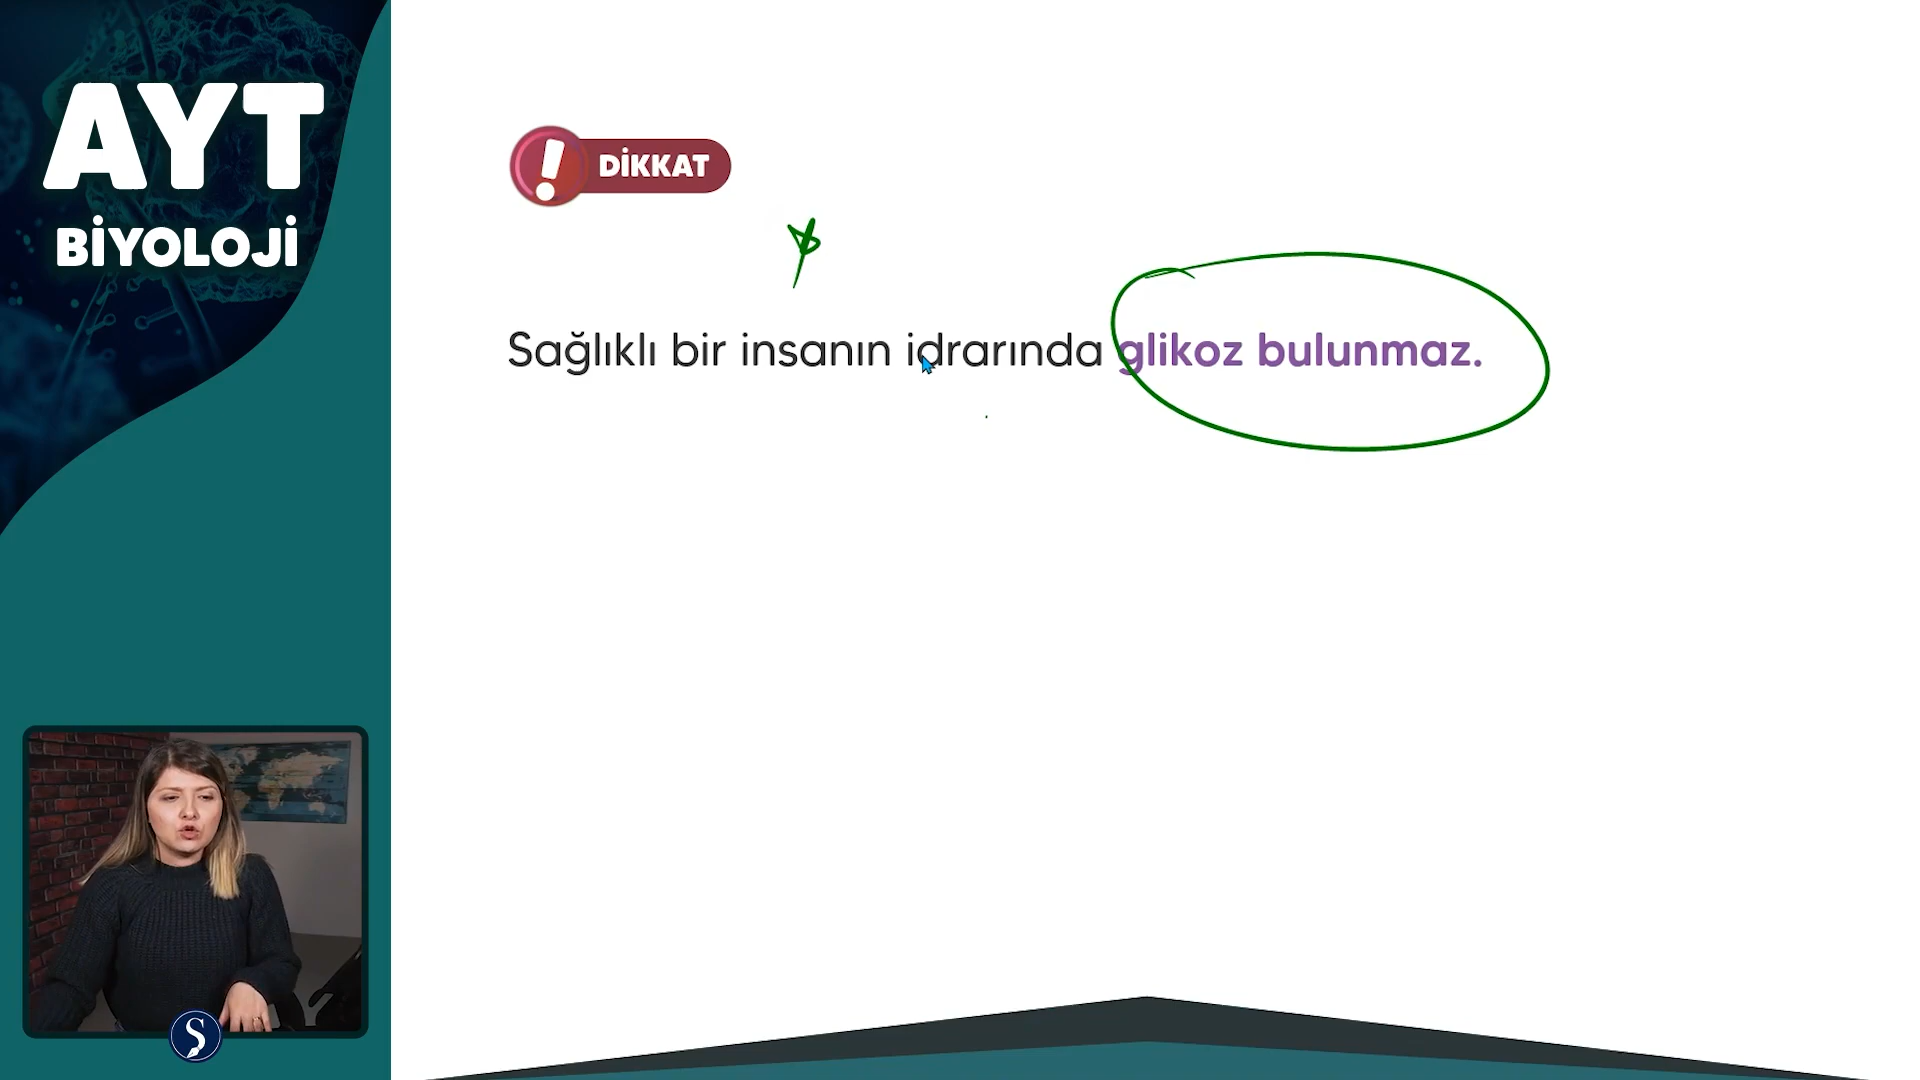 AYT
BİYOLOJİ
! DİKKAT
Sağlıklı bir insanın idrarında glikoz bulunmaz.
Ş